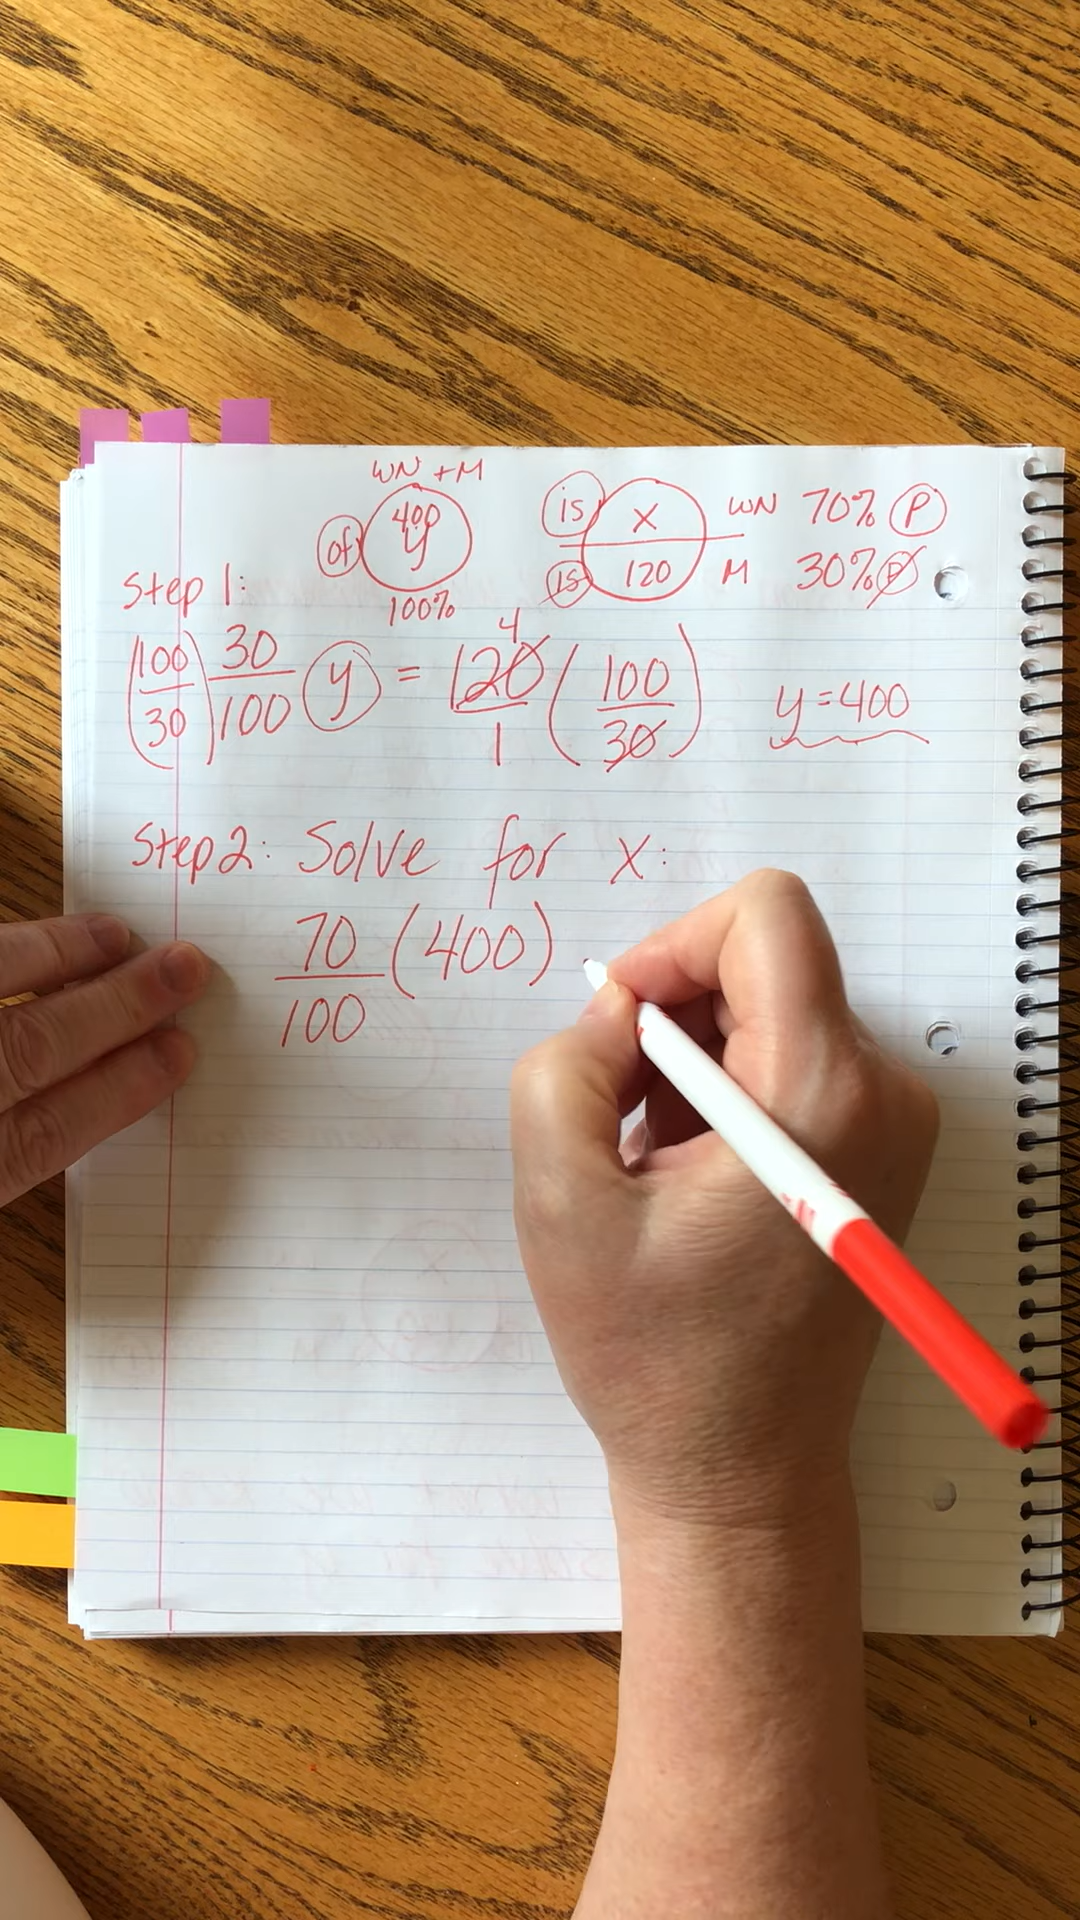 WN + M
of 400 y 100%
is x WN 70% P
is 120 M 30% P
Step 1:
(100/30) 30/100 y = 120/1 (100/30) y = 400
4
Step 2: Solve for x:
70/100 (400)